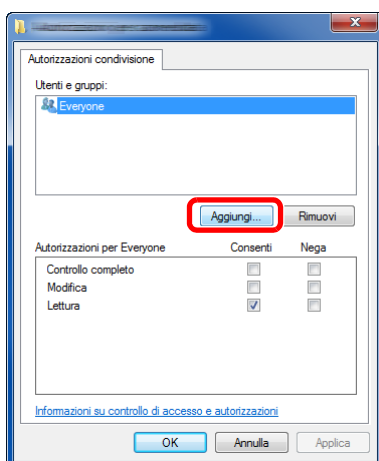 Autorizzazioni condivisione
Utenti e gruppi:
Everyone
Aggiungi... Rimuovi
Autorizzazioni per Everyone Consenti Nega
Controllo completo
Modifica
Lettura
Informazioni su controllo di accesso e autorizzazioni
OK Annulla Applica